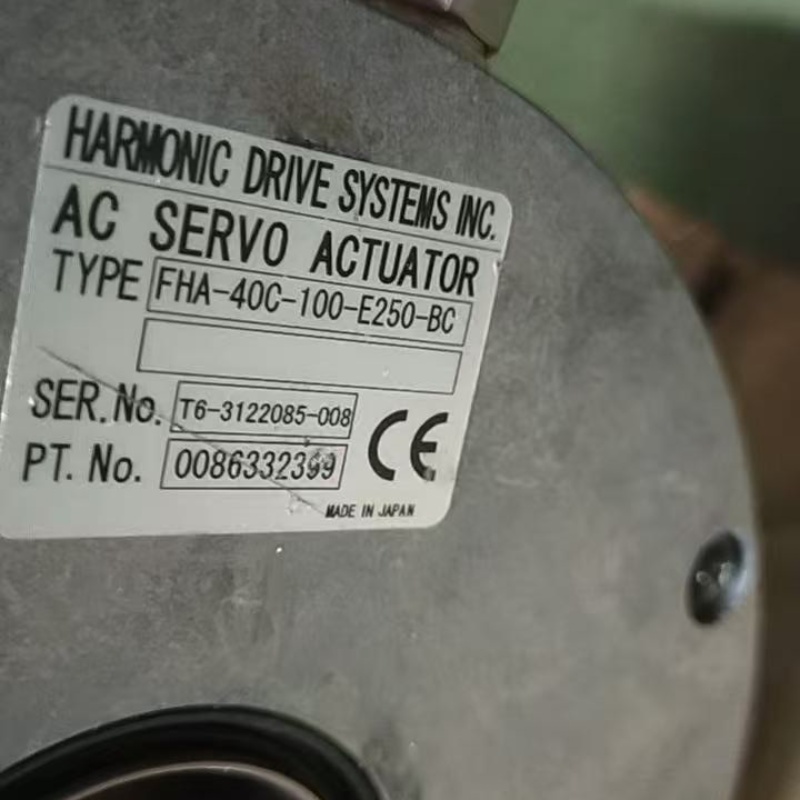 HARMONIC DRIVE SYSTEMS INC.
AC SERVO ACTUATOR
TYPE FHA-40C-100-E250-BC
SER.No. T6-3122085-008
PT. No. 0086332399
CE
MADE IN JAPAN